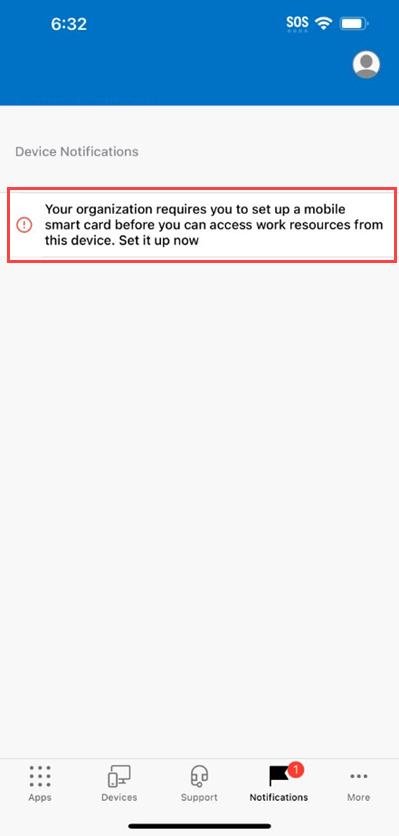 6:32
SOS
Device Notifications
Your organization requires you to set up a mobile
smart card before you can access work resources from
this device. Set it up now
1
Apps
Devices
Support
Notifications
More